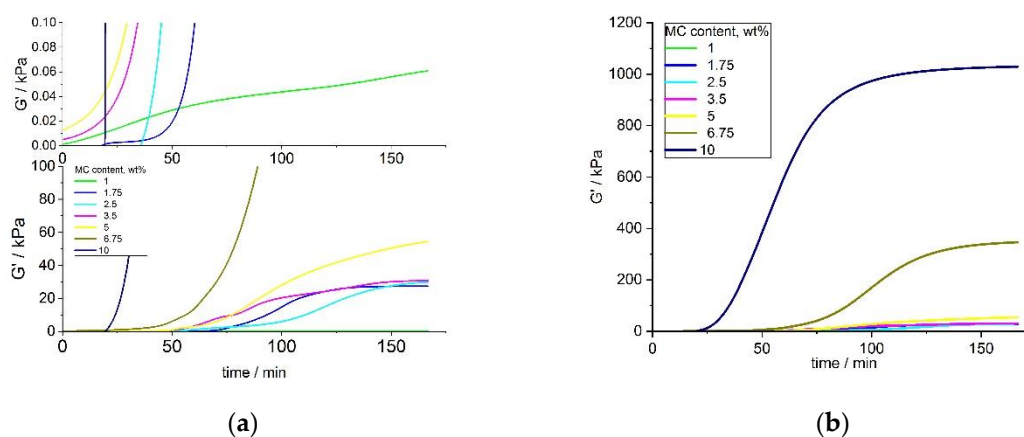 0.10
0.08
0.06
0.04
0.02
0.00
G' / kPa
0 50 100 150
100
80
60
40
20
0
G' / kPa
MC content, wt%
1
1.75
2.5
3.5
5
6.75
10
0 50 100 150
time / min
(a)
1200
1000
800
600
400
200
0
G' / kPa
MC content, wt%
1
1.75
2.5
3.5
5
6.75
10
0 50 100 150
time / min
(b)